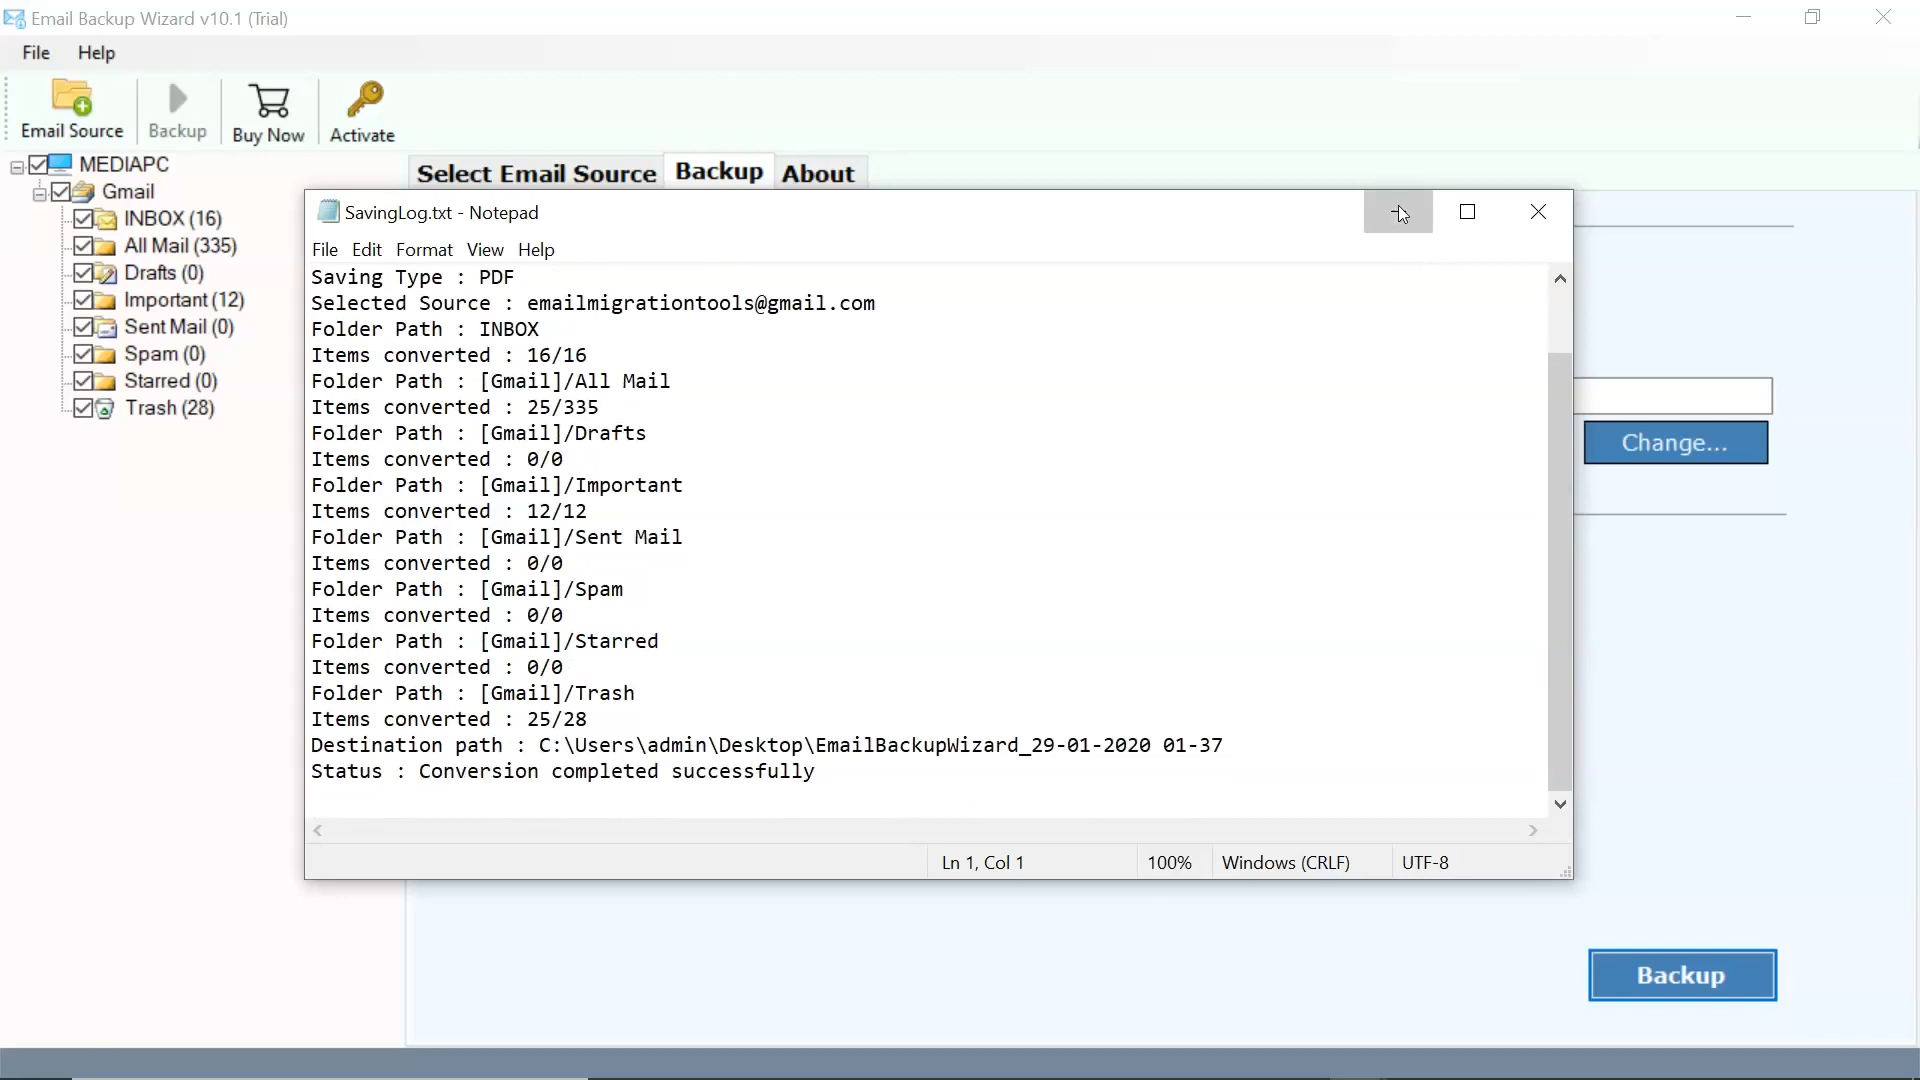 Email Backup Wizard v10.1 (Trial)
File Help
Email Source Backup Buy Now Activate
MEDIAPC
Gmail
INBOX (16)
All Mail (335)
Drafts (0)
Important (12)
Sent Mail (0)
Spam (0)
Starred (0)
Trash (28)
Select Email Source Backup About
SavingLog.txt - Notepad
File Edit Format View Help
Saving Type : PDF
Selected Source : emailmigrationtools@gmail.com
Folder Path : INBOX
Items converted : 16/16
Folder Path : [Gmail]/All Mail
Items converted : 25/335
Folder Path : [Gmail]/Drafts
Items converted : 0/0
Folder Path : [Gmail]/Important
Items converted : 12/12
Folder Path : [Gmail]/Sent Mail
Items converted : 0/0
Folder Path : [Gmail]/Spam
Items converted : 0/0
Folder Path : [Gmail]/Starred
Items converted : 0/0
Folder Path : [Gmail]/Trash
Items converted : 25/28
Destination path : C:\Users\admin\Desktop\EmailBackupWizard_29-01-2020 01-37
Status : Conversion completed successfully
Ln 1, Col 1 100% Windows (CRLF) UTF-8
Change...
Backup